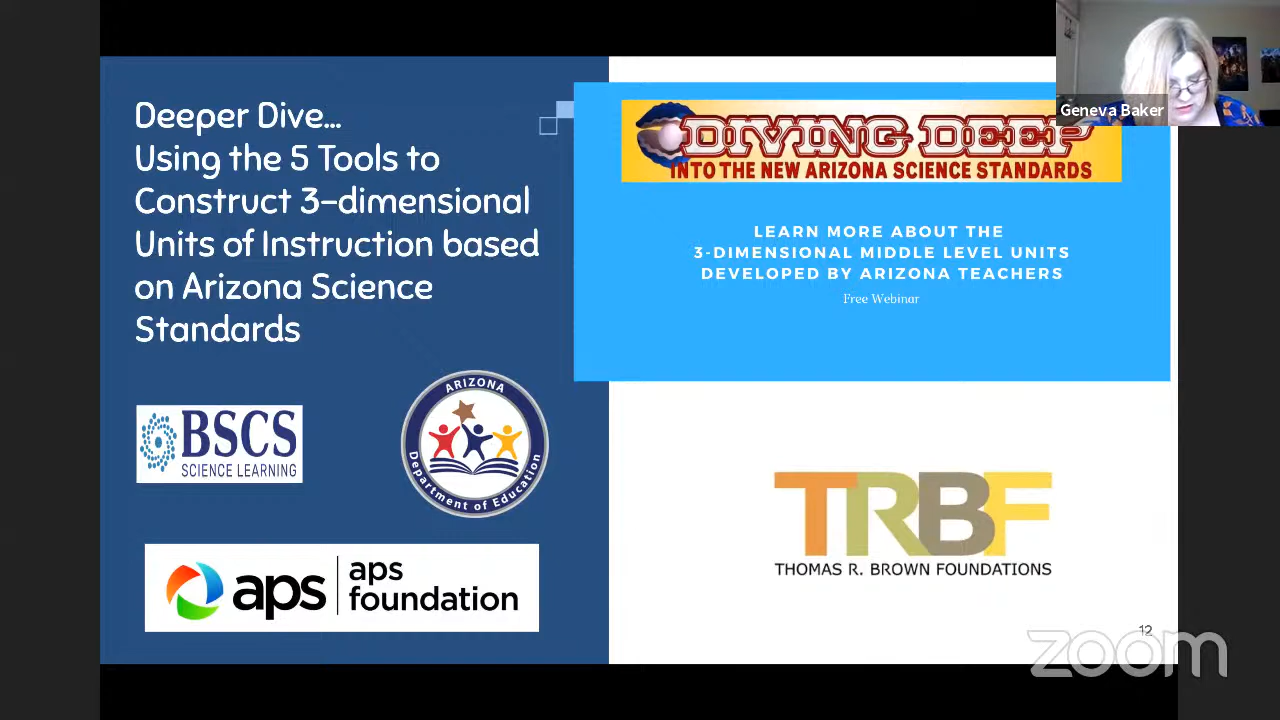 Deeper Dive...
Using the 5 Tools to
Construct 3-dimensional
Units of Instruction based
on Arizona Science
Standards
BSCS
SCIENCE LEARNING
ARIZONA
Department of Education
aps
aps
foundation
DIVING DEEP
INTO THE NEW ARIZONA SCIENCE STANDARDS
LEARN MORE ABOUT THE
3-DIMENSIONAL MIDDLE LEVEL UNITS
DEVELOPED BY ARIZONA TEACHERS
Free Webinar
TRBF
THOMAS R. BROWN FOUNDATIONS
12
zoom
Geneva Baker